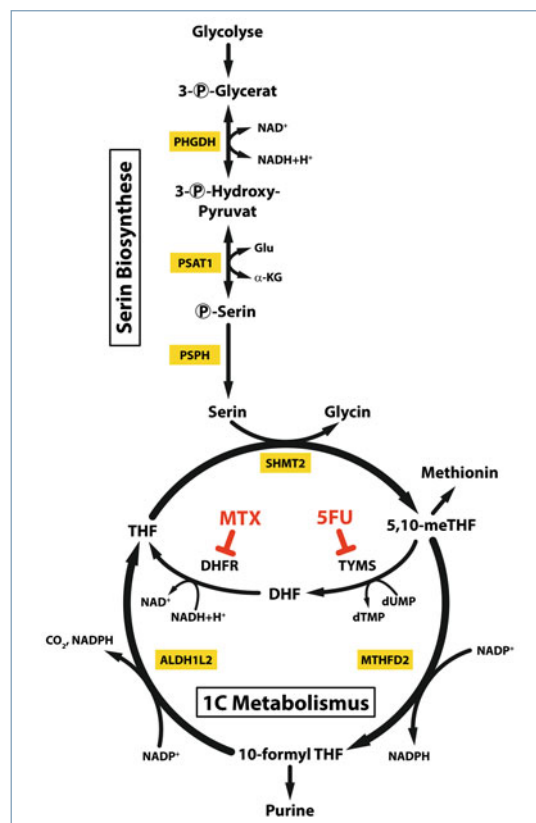 Glycolyse
3-Ⓟ-Glycerat
PHGDH
NAD⁺
NADH+H⁺
3-Ⓟ-Hydroxy-
Pyruvat
Serin Biosynthese
PSAT1
Glu
α-KG
Ⓟ-Serin
PSPH
Serin
Glycin
SHMT2
Methionin
THF
MTX
5FU
5,10-meTHF
DHFR
TYMS
DHF
NAD⁺
NADH+H⁺
dTMP
dUMP
CO₂, NADPH
ALDH1L2
MTHFD2
NADP⁺
1C Metabolismus
NADP⁺
10-formyl THF
NADPH
Purine